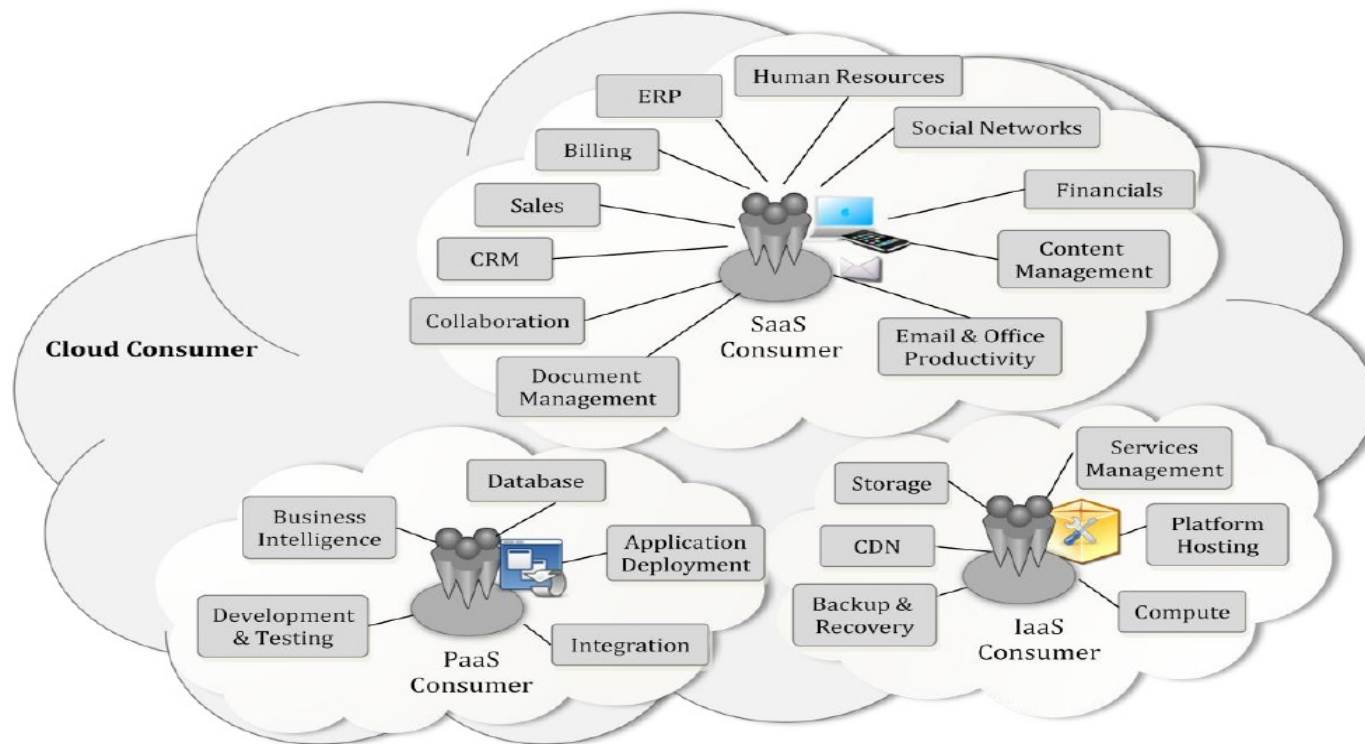 Human Resources
ERP
Social Networks
Billing
Financials
Sales
Content
Management
CRM
Collaboration
SaaS
Consumer
Email & Office
Productivity
Cloud Consumer
Document
Management
Database
Business
Intelligence
Application
Deployment
Development
& Testing
Integration
PaaS
Consumer
Services
Management
Storage
Platform
Hosting
CDN
Backup &
Recovery
Compute
IaaS
Consumer